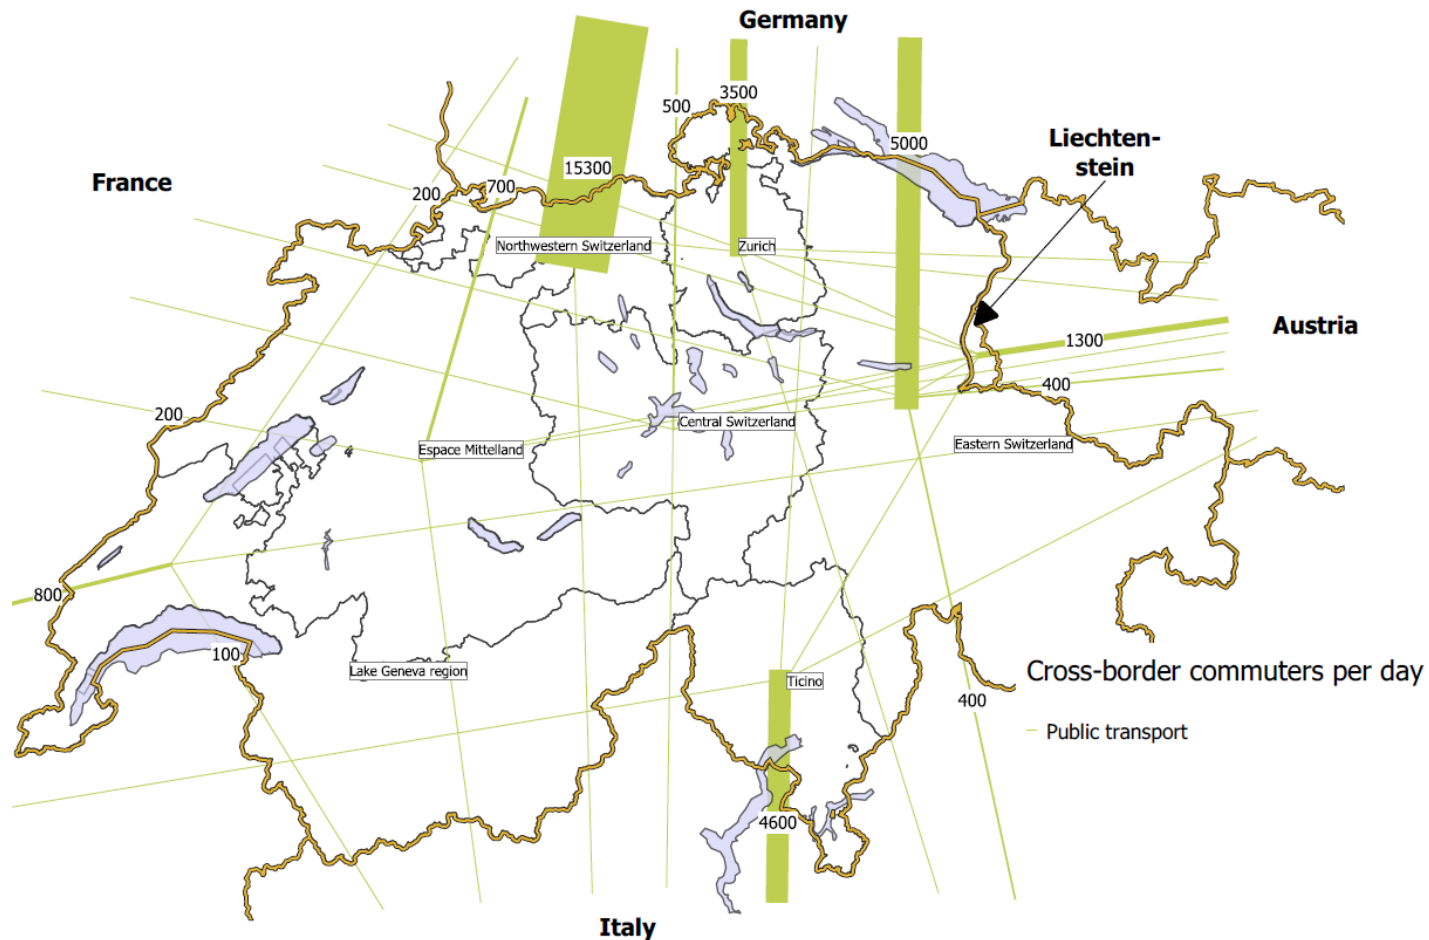 Germany
3500
500
5000
Liechten-
stein
15300
France
700
200
Northwestern Switzerland
Zurich
1300
Austria
400
200
Central Switzerland
Espace Mittelland
Eastern Switzerland
800
100
Lake Geneva region
Ticino
400
Cross-border commuters per day
Public transport
4600
Italy